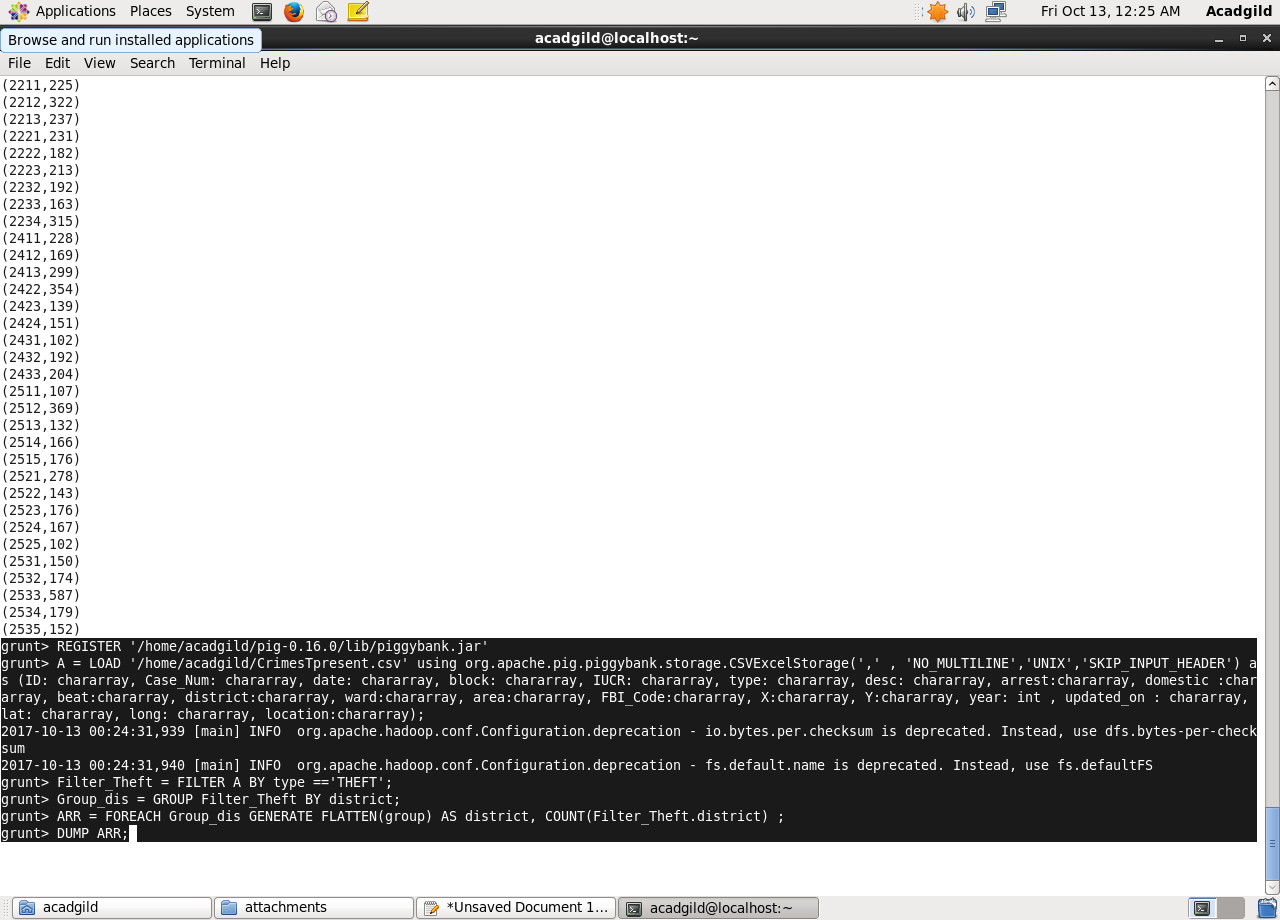 Applications Places System Fri Oct 13, 12:25 AM Acadgild
Browse and run installed applications
acadgild@localhost:~
File Edit View Search Terminal Help
(2211,225)
(2212,322)
(2213,237)
(2221,231)
(2222,182)
(2223,213)
(2232,192)
(2233,163)
(2234,315)
(2411,228)
(2412,169)
(2413,299)
(2422,354)
(2423,139)
(2424,151)
(2431,102)
(2432,192)
(2433,204)
(2511,107)
(2512,369)
(2513,132)
(2514,166)
(2515,176)
(2521,278)
(2522,143)
(2523,176)
(2524,167)
(2525,102)
(2531,150)
(2532,174)
(2533,587)
(2534,179)
(2535,152)
grunt> REGISTER '/home/acadgild/pig-0.16.0/lib/piggybank.jar'
grunt> A = LOAD '/home/acadgild/CrimesTpresent.csv' using org.apache.pig.piggybank.storage.CSVExcelStorage(',' , 'NO_MULTILINE','UNIX','SKIP_INPUT_HEADER') a
s (ID: chararray, Case_Num: chararray, date: chararray, block: chararray, IUCR: chararray, type: chararray, desc: chararray, arrest:chararray, domestic :char
array, beat:chararray, district:chararray, ward:chararray, area:chararray, FBI_Code:chararray, X:chararray, Y:chararray, year: int , updated_on : chararray,
lat: chararray, long: chararray, location:chararray);
2017-10-13 00:24:31,939 [main] INFO  org.apache.hadoop.conf.Configuration.deprecation - io.bytes.per.checksum is deprecated. Instead, use dfs.bytes-per-check
sum
2017-10-13 00:24:31,940 [main] INFO  org.apache.hadoop.conf.Configuration.deprecation - fs.default.name is deprecated. Instead, use fs.defaultFS
grunt> Filter_Theft = FILTER A BY type =='THEFT';
grunt> Group_dis = GROUP Filter_Theft BY district;
grunt> ARR = FOREACH Group_dis GENERATE FLATTEN(group) AS district, COUNT(Filter_Theft.district) ;
grunt> DUMP ARR;
acadgild attachments *Unsaved Document 1... acadgild@localhost:~